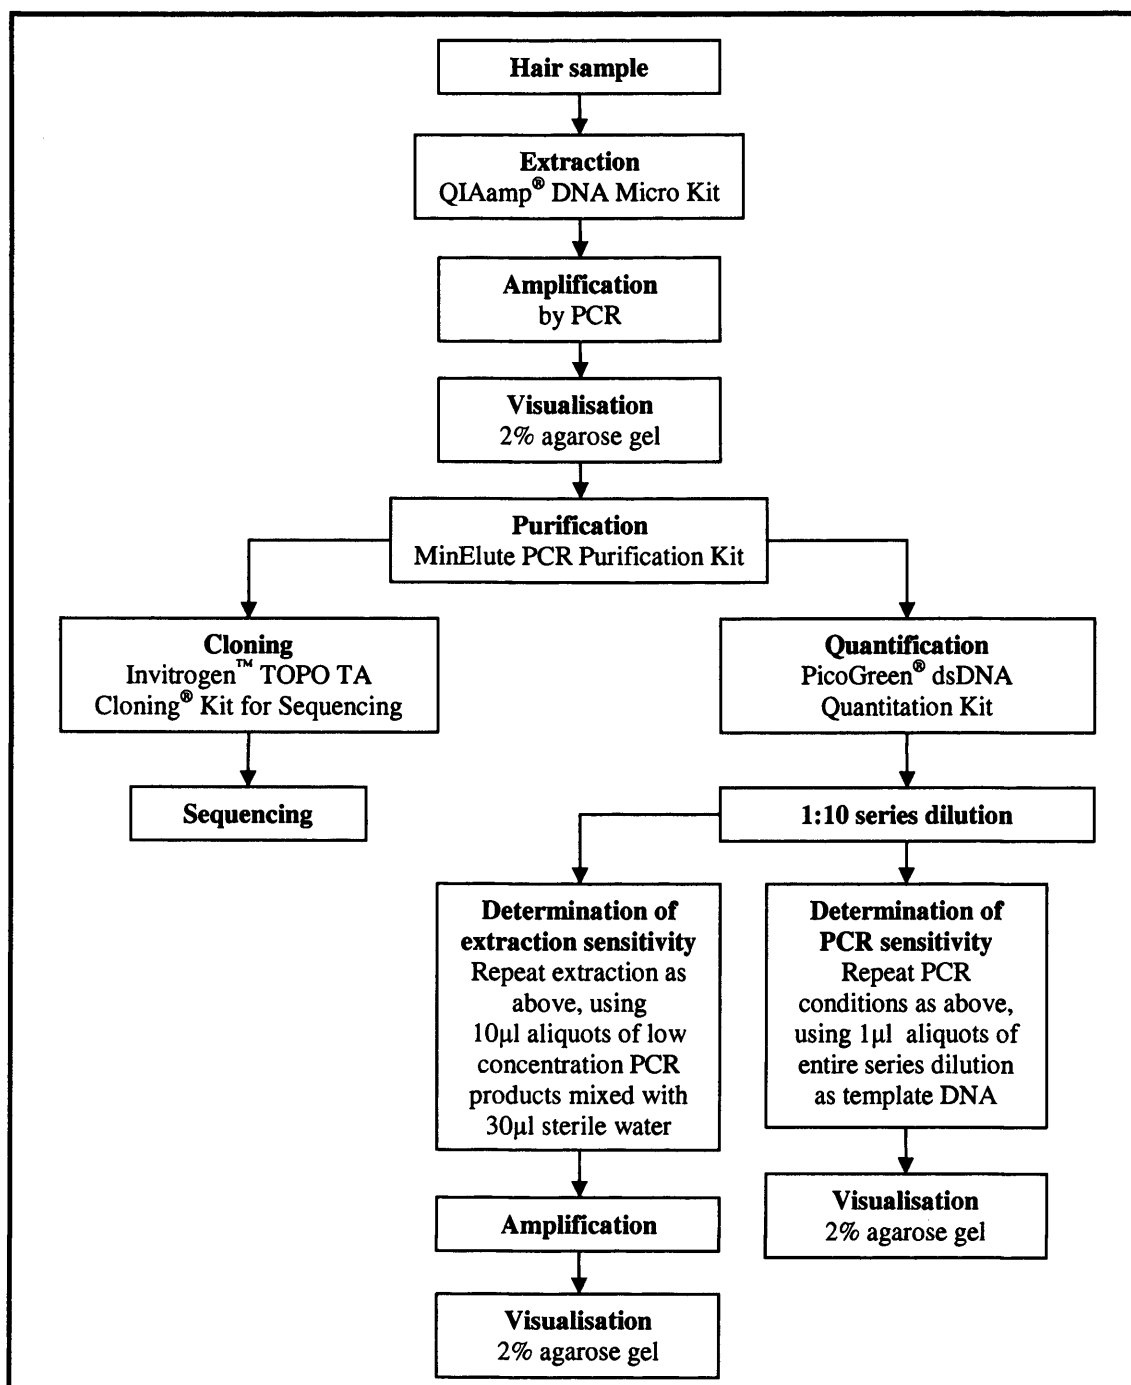 Hair sample
Extraction
QIAamp® DNA Micro Kit
Amplification
by PCR
Visualisation
2% agarose gel
Purification
MinElute PCR Purification Kit
Cloning
Invitrogen™ TOPO TA
Cloning® Kit for Sequencing
Sequencing
Quantification
PicoGreen® dsDNA
Quantitation Kit
1:10 series dilution
Determination of
extraction sensitivity
Repeat extraction as
above, using
10µl aliquots of low
concentration PCR
products mixed with
30µl sterile water
Amplification
Visualisation
2% agarose gel
Determination of
PCR sensitivity
Repeat PCR
conditions as above,
using 1µl aliquots of
entire series dilution
as template DNA
Visualisation
2% agarose gel